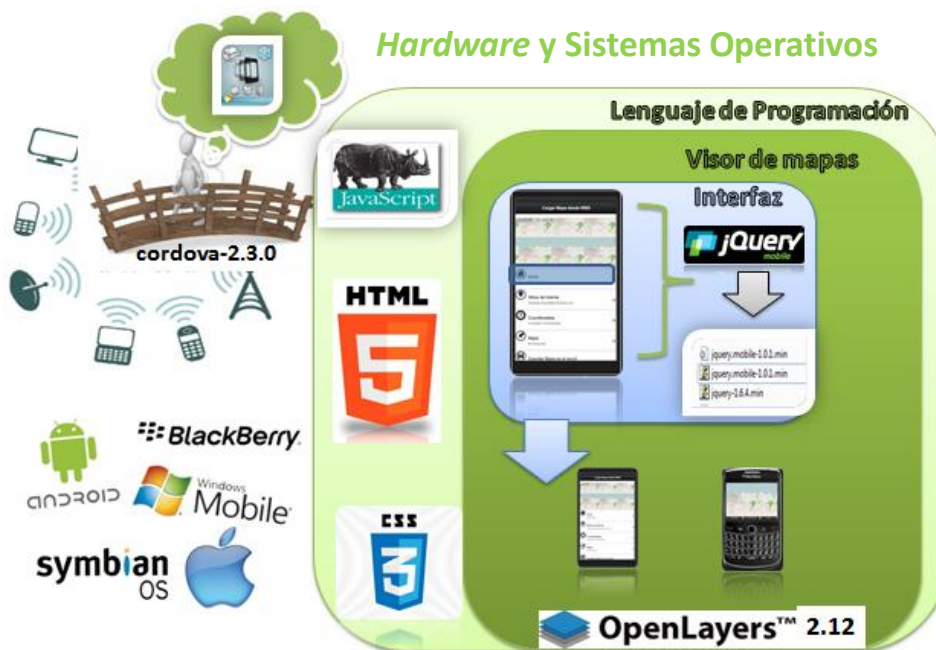 Hardware y Sistemas Operativos
Lenguaje de Programación
Visor de mapas
Interfaz
JavaScript
cordova-2.3.0
jQuery
mobile
HTML
5
jquery.mobile-1.0.1.min
jquery.mobile-1.0.1.min
jquery-1.6.4.min
BlackBerry
ANDROID
Windows
Mobile
symbian
OS
CSS
3
OpenLayers™ 2.12